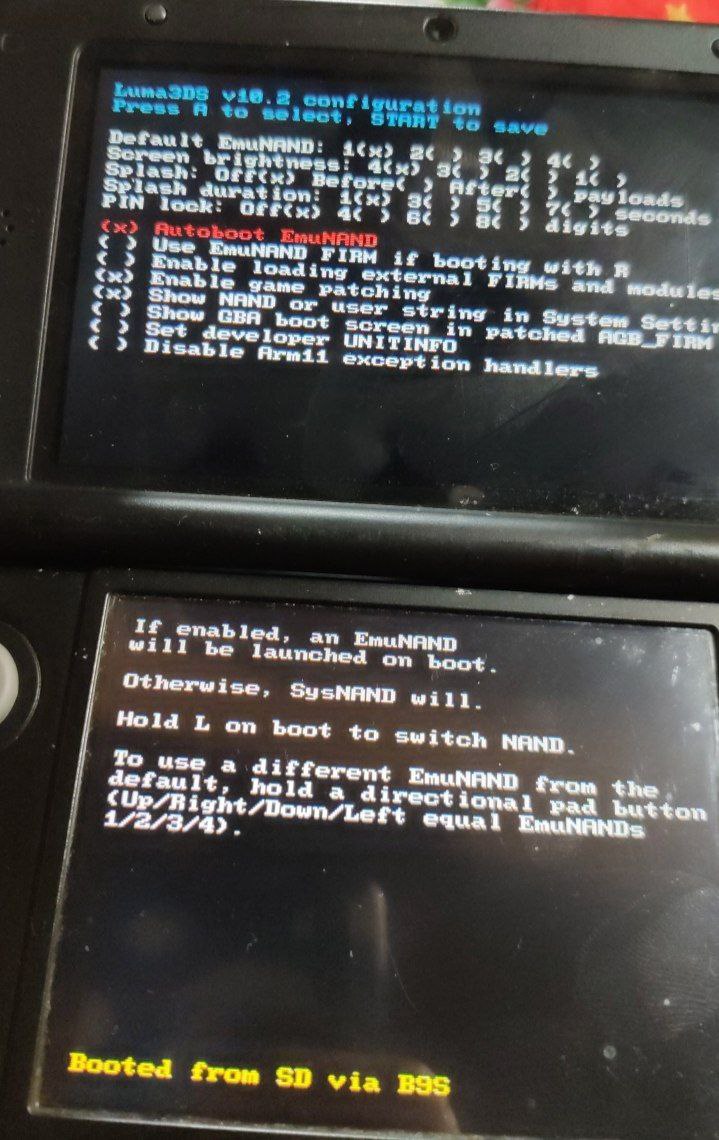 Luma3DS v10.2 configuration
Press A to select, START to save
Default EmuNAND: 1(x) 2( ) 3( ) 4( )
Screen brightness: 4(x) 3( ) 2( ) 1( )
Splash: Off(x) Before( ) After( ) payloads
Splash duration: 1(x) 3( ) 5( ) 7( ) seconds
PIN lock: Off(x) 4( ) 6( ) 8( ) digits
(x) Autoboot EmuNAND
( ) Use EmuNAND FIRM if booting with R
( ) Enable loading external FIRMs and modules
(x) Enable game patching
(x) Show NAND or user string in System Settin
( ) Show GBA boot screen in patched AGB_FIRM
( ) Set developer UNITINFO
( ) Disable Arm11 exception handlers
If enabled, an EmuNAND
will be launched on boot.
Otherwise, SysNAND will.
Hold L on boot to switch NAND.
To use a different EmuNAND from the
default, hold a directional pad button
(Up/Right/Down/Left equal EmuNANDs
1/2/3/4).
Booted from SD via B9S